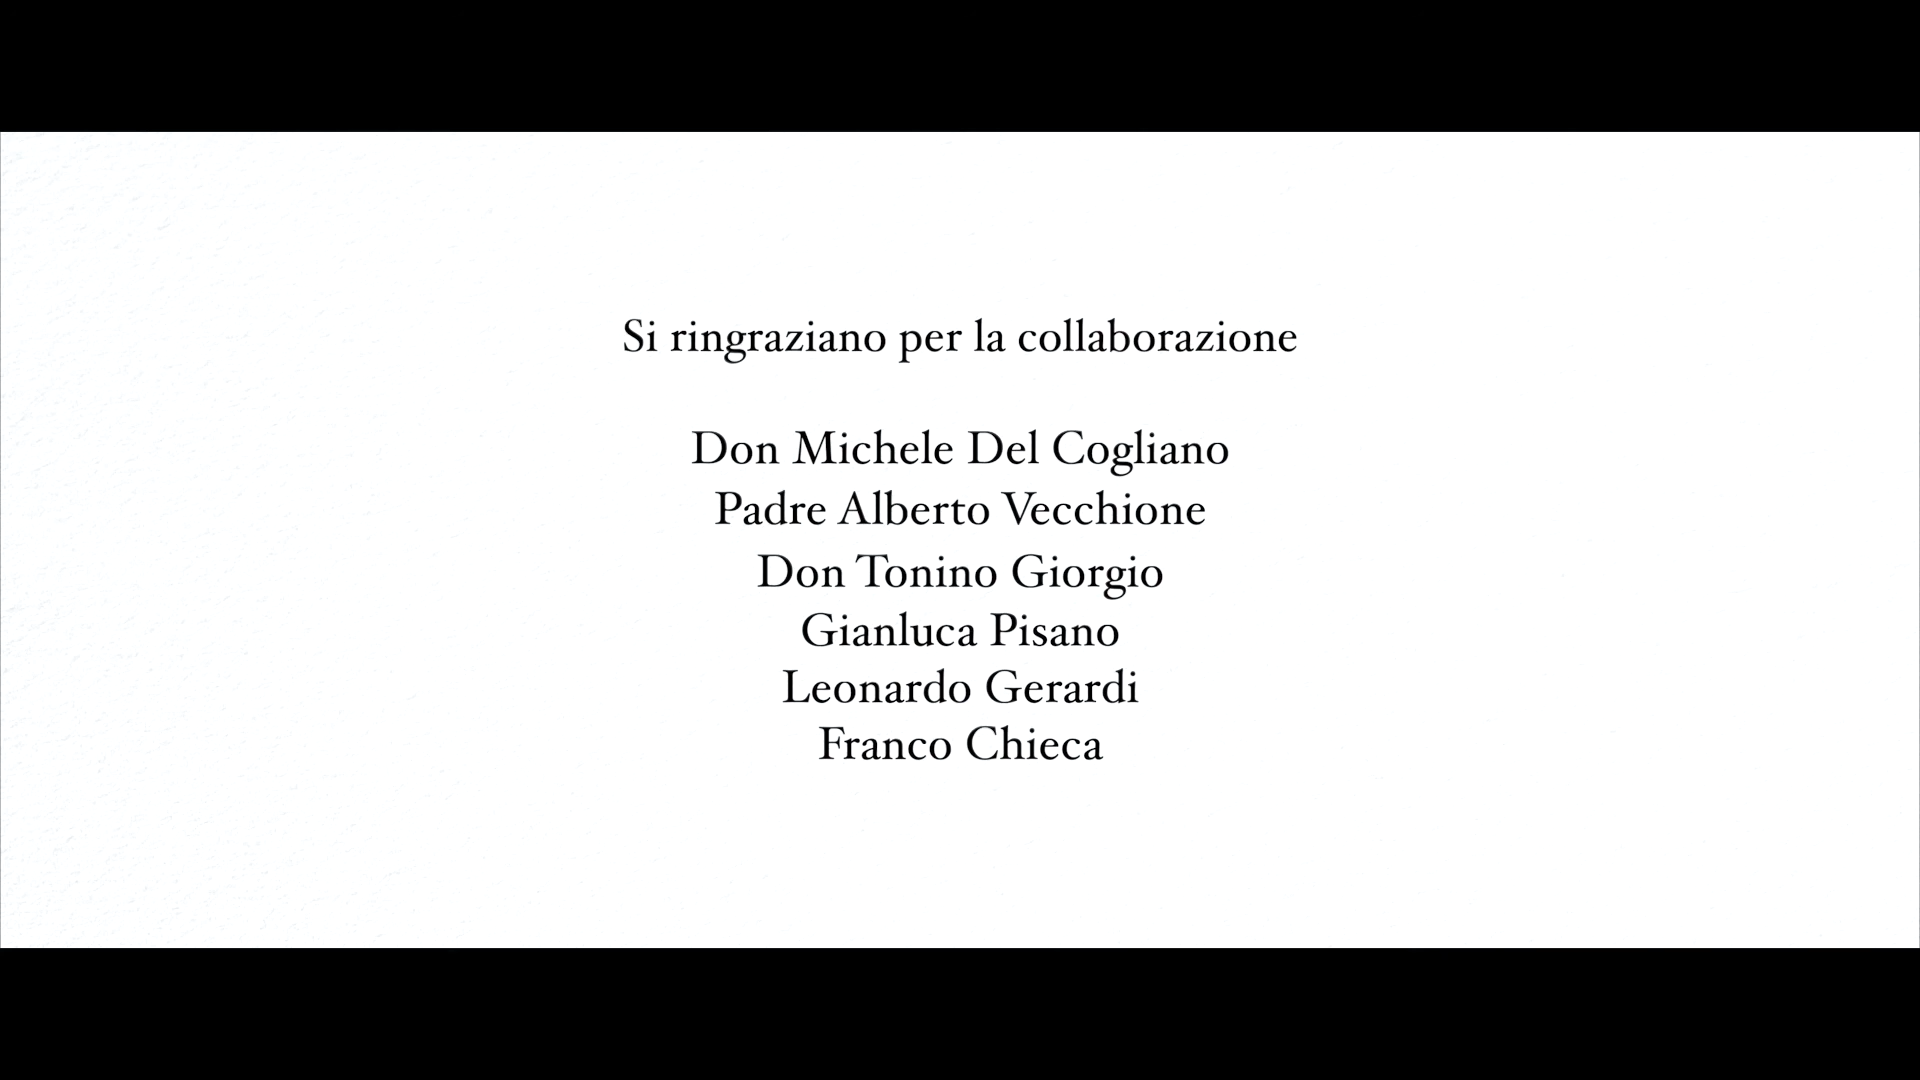 Si ringraziano per la collaborazione
Don Michele Del Cogliano
Padre Alberto Vecchione
Don Tonino Giorgio
Gianluca Pisano
Leonardo Gerardi
Franco Chieca